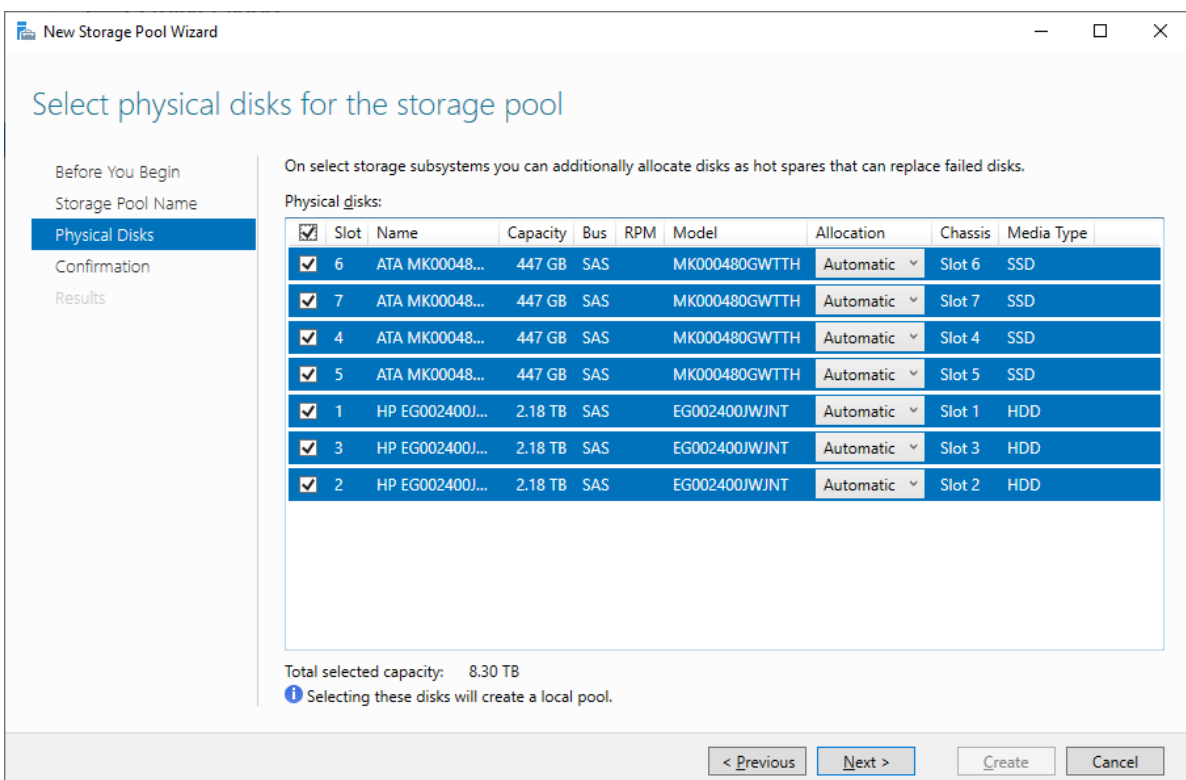 New Storage Pool Wizard
Select physical disks for the storage pool
Before You Begin
Storage Pool Name
Physical Disks
Confirmation
Results
On select storage subsystems you can additionally allocate disks as hot spares that can replace failed disks.
Physical disks:
Slot Name Capacity Bus RPM Model Allocation Chassis Media Type
6 ATA MK00048... 447 GB SAS MK000480GWTTH Automatic Slot 6 SSD
7 ATA MK00048... 447 GB SAS MK000480GWTTH Automatic Slot 7 SSD
4 ATA MK00048... 447 GB SAS MK000480GWTTH Automatic Slot 4 SSD
5 ATA MK00048... 447 GB SAS MK000480GWTTH Automatic Slot 5 SSD
1 HP EG002400J... 2.18 TB SAS EG002400JWJNT Automatic Slot 1 HDD
3 HP EG002400J... 2.18 TB SAS EG002400JWJNT Automatic Slot 3 HDD
2 HP EG002400J... 2.18 TB SAS EG002400JWJNT Automatic Slot 2 HDD
Total selected capacity: 8.30 TB
Selecting these disks will create a local pool.
< Previous Next > Create Cancel